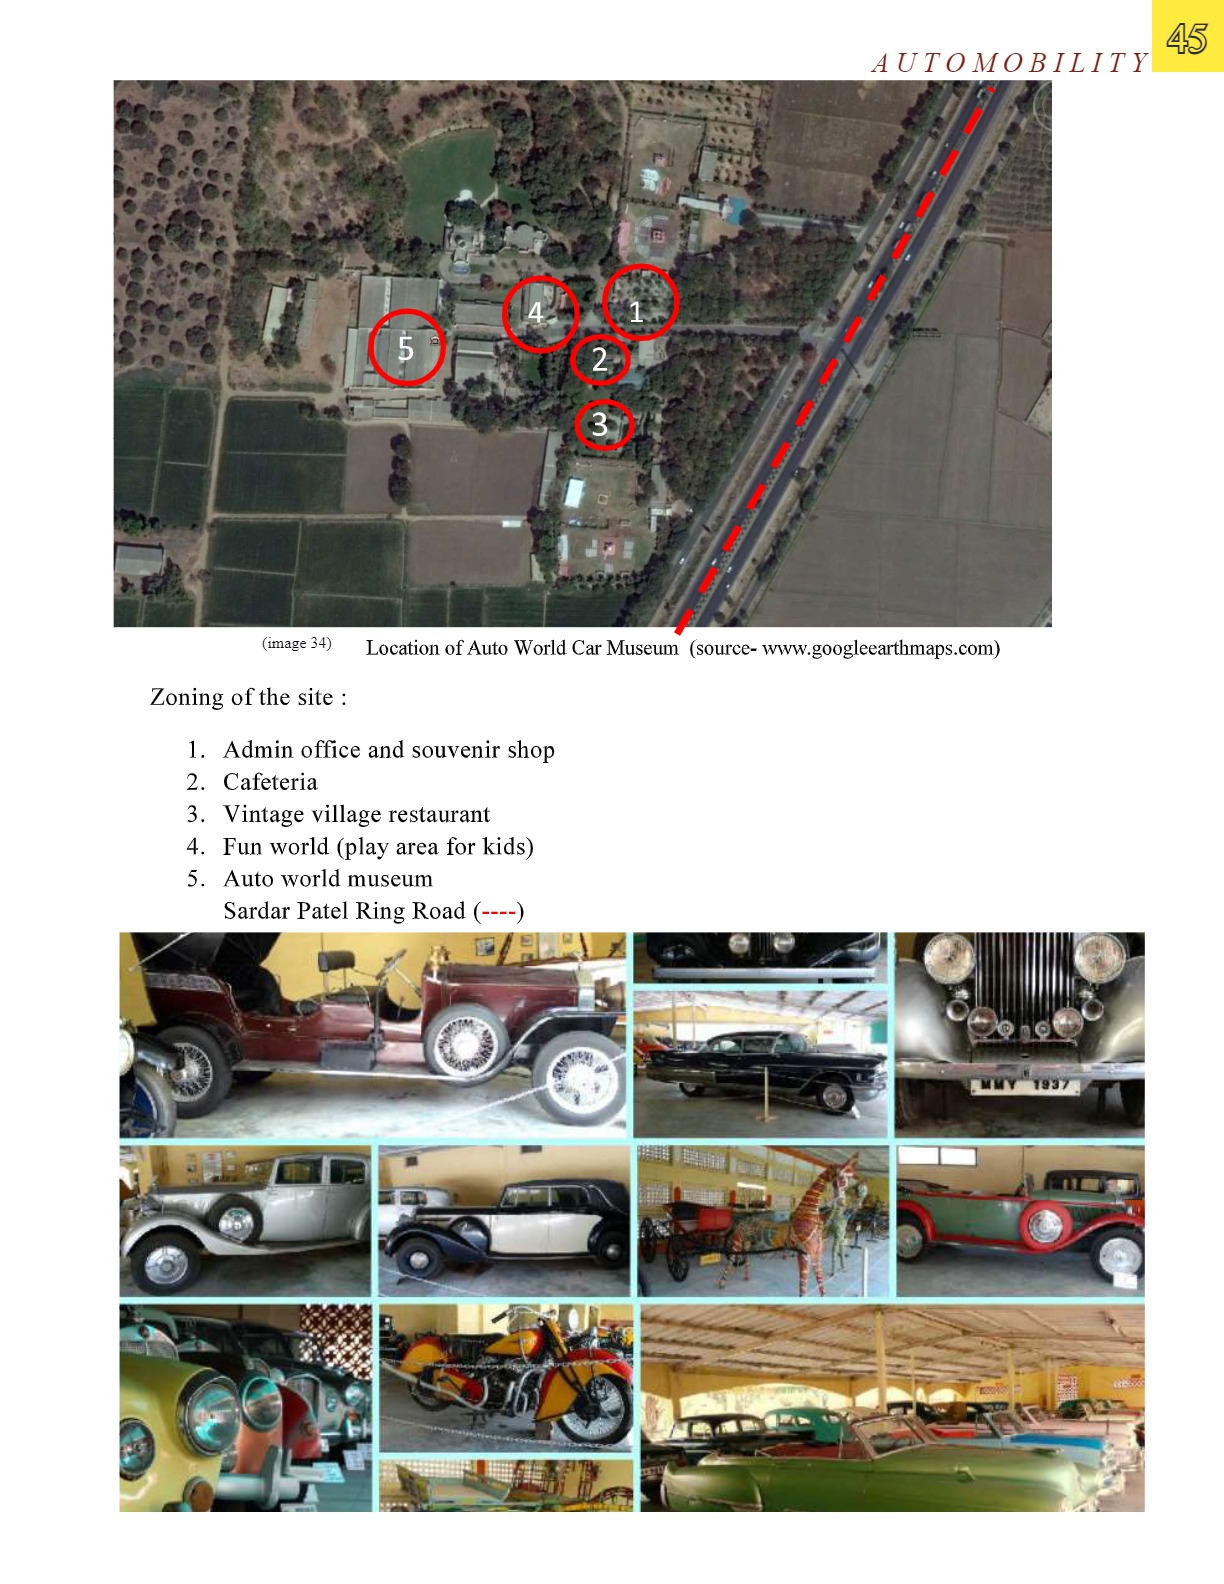 45
AUTOMOBILITY
4
1
5
2
3
(image 34) Location of Auto World Car Museum (source- www.googleearthmaps.com)
Zoning of the site :
1. Admin office and souvenir shop
2. Cafeteria
3. Vintage village restaurant
4. Fun world (play area for kids)
5. Auto world museum
Sardar Patel Ring Road (----)
MMY 1937